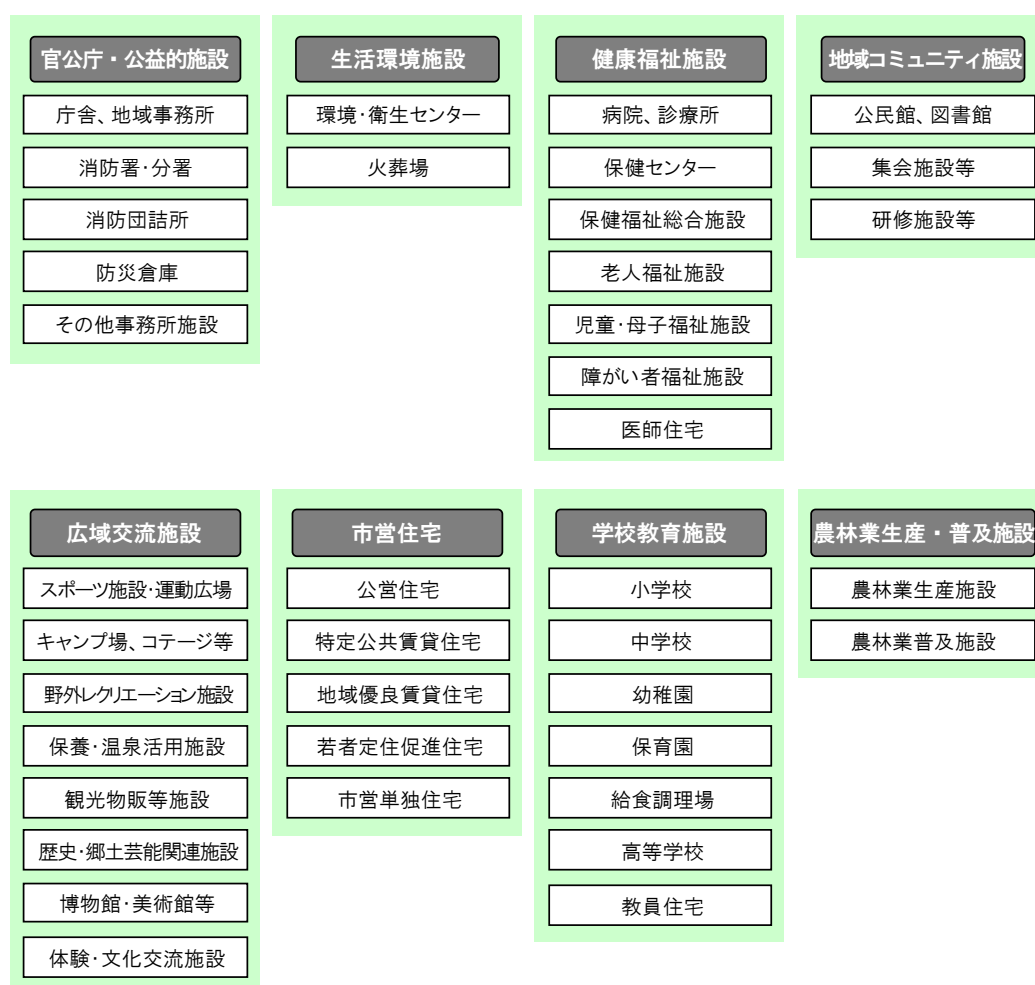 官公庁・公益的施設
庁舎、地域事務所
消防署･分署
消防団詰所
防災倉庫
その他事務所施設
生活環境施設
環境･衛生センター
火葬場
健康福祉施設
病院、診療所
保健センター
保健福祉総合施設
老人福祉施設
児童･母子福祉施設
障がい者福祉施設
医師住宅
地域コミュニティ施設
公民館、図書館
集会施設等
研修施設等
広域交流施設
スポーツ施設･運動広場
キャンプ場、コテージ等
野外レクリエーション施設
保養･温泉活用施設
観光物販等施設
歴史･郷土芸能関連施設
博物館･美術館等
体験･文化交流施設
市営住宅
公営住宅
特定公共賃貸住宅
地域優良賃貸住宅
若者定住促進住宅
市営単独住宅
学校教育施設
小学校
中学校
幼稚園
保育園
給食調理場
高等学校
教員住宅
農林業生産・普及施設
農林業生産施設
農林業普及施設